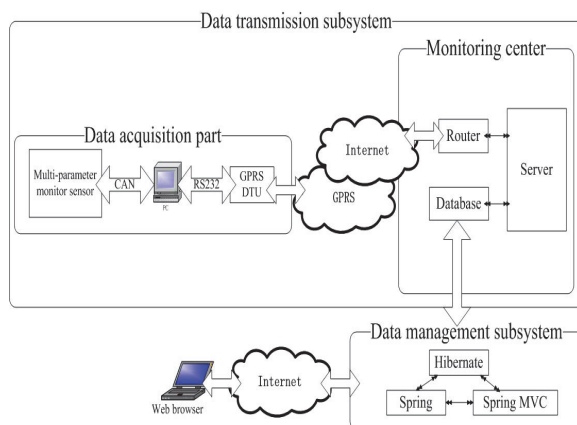 Data transmission subsystem
Monitoring center
Data acquisition part
Multi-parameter
monitor sensor
CAN
PC
RS232
GPRS
DTU
Internet
GPRS
Router
Database
Server
Data management subsystem
Hibernate
Spring
Spring MVC
Internet
Web browser